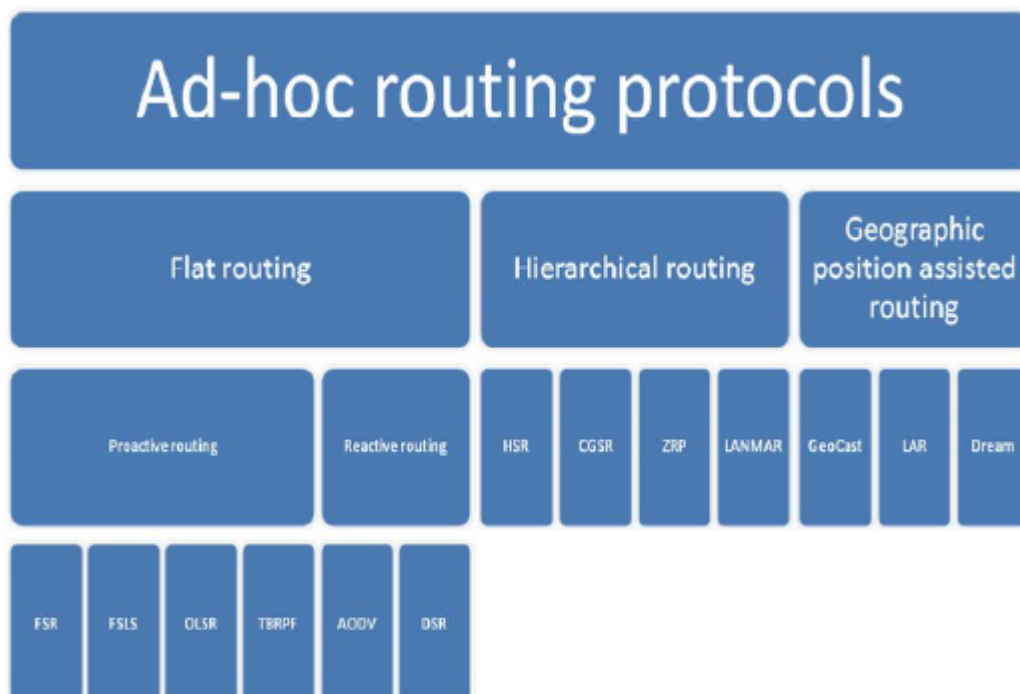 Ad-hoc routing protocols
Flat routing
Hierarchical routing
Geographic
position assisted
routing
Proactive routing
Reactive routing
HSR
CGSR
ZRP
LANMAR
GeoCast
LAR
Dream
FSR
FSLS
OLSR
TBRPF
AODV
DSR